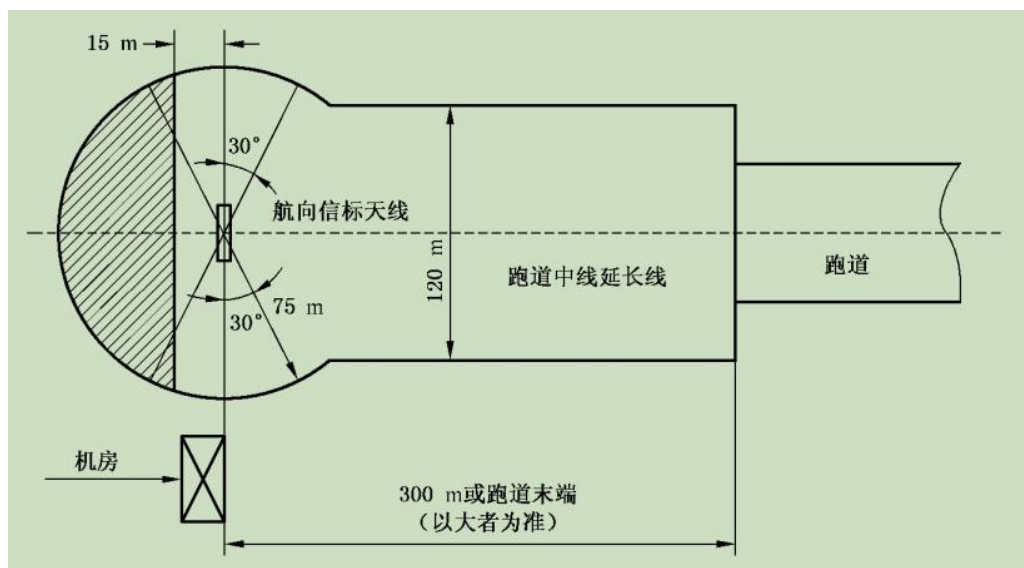 15 m
30°
航向信标天线
120 m
跑道中线延长线
跑道
75 m
30°
机房
300 m或跑道末端
（以大者为准）